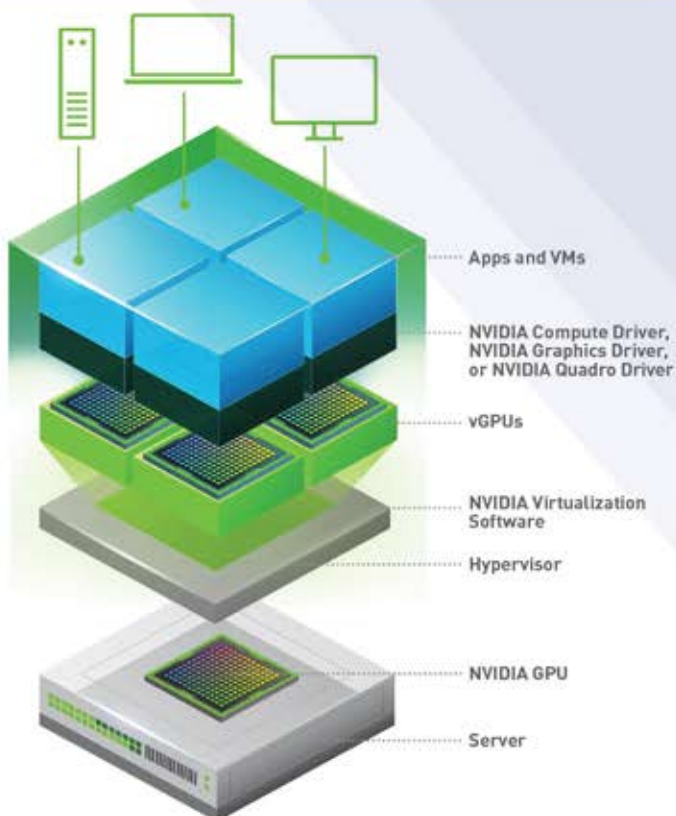 Apps and VMs
NVIDIA Compute Driver,
NVIDIA Graphics Driver,
or NVIDIA Quadro Driver
vGPUs
NVIDIA Virtualization
Software
Hypervisor
NVIDIA GPU
Server